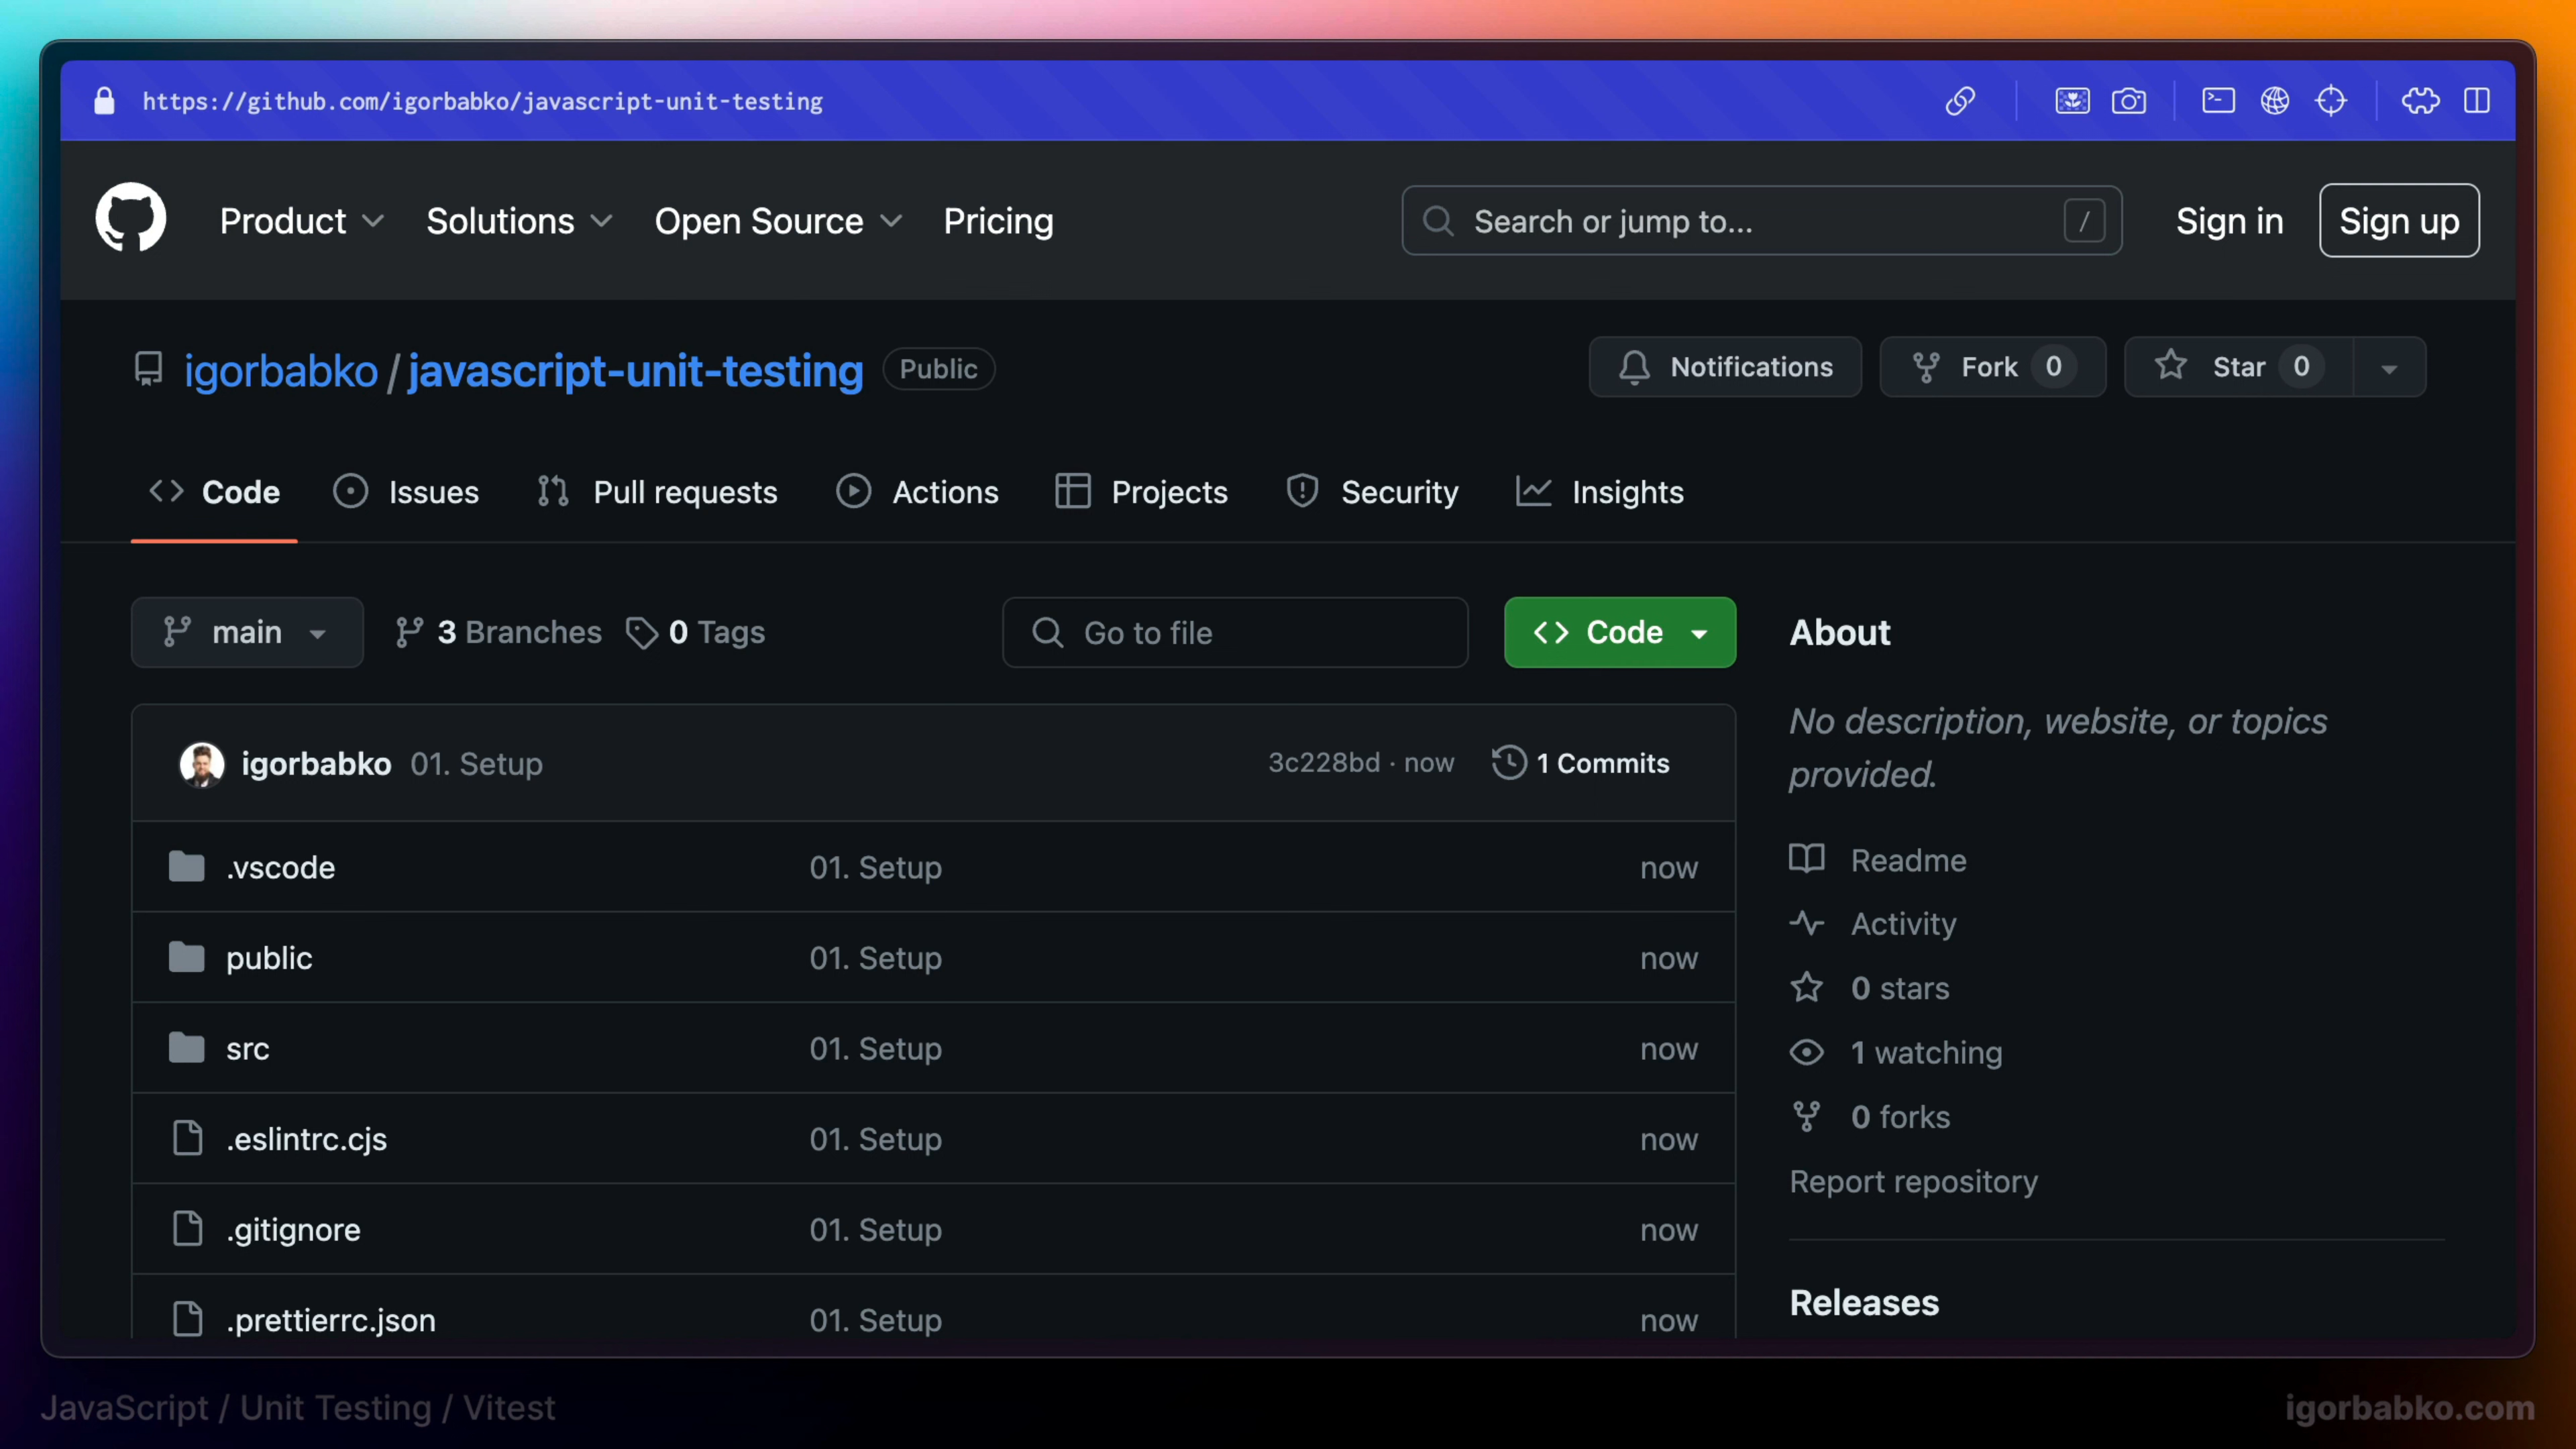 https://github.com/igorbabko/javascript-unit-testing
Product Solutions Open Source Pricing Search or jump to... / Sign in Sign up
igorbabko / javascript-unit-testing Public Notifications Fork 0 Star 0
Code Issues Pull requests Actions Projects Security Insights
main 3 Branches 0 Tags Go to file Code
igorbabko 01. Setup 3c228bd · now 1 Commits
.vscode 01. Setup now
public 01. Setup now
src 01. Setup now
.eslintrc.cjs 01. Setup now
.gitignore 01. Setup now
.prettierrc.json 01. Setup now
About
No description, website, or topics
provided.
Readme
Activity
0 stars
1 watching
0 forks
Report repository
Releases
JavaScript / Unit Testing / Vitest
igorbabko.com